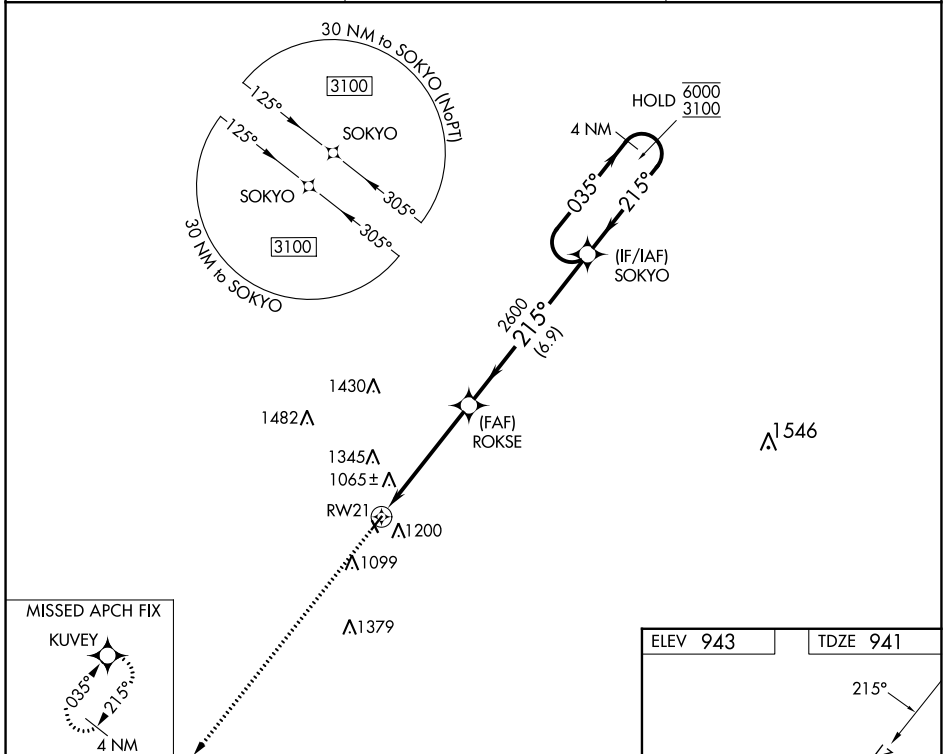 30 NM to SOKYO (NoPT)
3100
125°
SOKYO
305°
125°
SOKYO
305°
3100
30 NM to SOKYO
HOLD 6000
3100
4 NM
035°
215°
(IF/IAF)
SOKYO
2600
215°
(6.9)
1430
1482
(FAF)
ROKSE
1546
1345
1065±
RW21
1200
1099
1379
MISSED APCH FIX
KUVEY
035°
215°
4 NM
ELEV 943
TDZE 941
215°